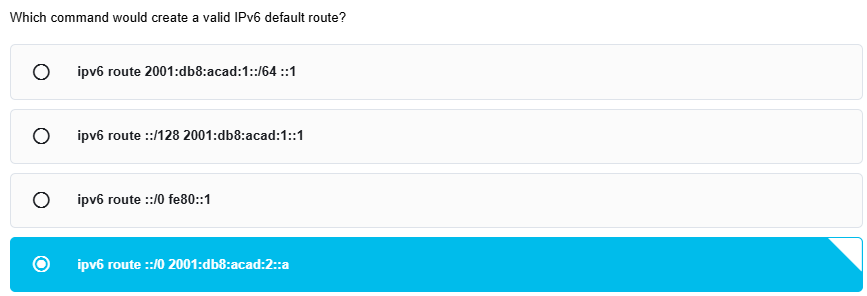 Which command would create a valid IPv6 default route?
ipv6 route 2001:db8:acad:1::/64 ::1
ipv6 route ::/128 2001:db8:acad:1::1
ipv6 route ::/0 fe80::1
ipv6 route ::/0 2001:db8:acad:2::a